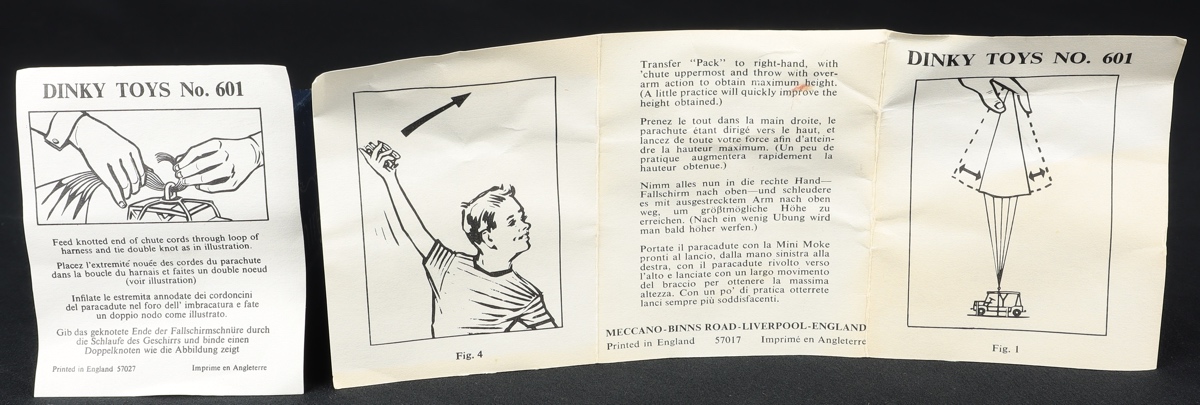 DINKY TOYS No. 601
Feed knotted end of chute cords through loop of
harness and tie double knot as in illustration.
Placez l'extremité nouée des cordes du parachute
dans la boucle du harnais et faites un double noeud
(voir illustration)
Infilate le estremita annodate dei cordoncini
del paracadute nel foro dell' imbracatura e fate
un doppio nodo come illustrato.
Gib das geknotete Ende der Fallschirmschnüre durch
die Schlaufe des Geschirrs und binde einen
Doppelknoten wie die Abbildung zeigt
Printed in England 57027 Imprime en Angleterre
Fig. 4
Transfer "Pack" to right-hand, with
'chute uppermost and throw with over-
arm action to obtain maximum height.
(A little practice will quickly improve the
height obtained.)
Prenez le tout dans la main droite, le
parachute étant dirigé vers le haut, et
lancez de toute votre force afin d'attein-
dre la hauteur maximum. (Un peu de
pratique augmentera rapidement la
hauteur obtenue.)
Nimm alles nun in die rechte Hand—
Fallschirm nach oben—und schleudere
es mit ausgestrecktem Arm nach oben
weg, um größtmögliche Höhe zu
erreichen. (Nach ein wenig Ubung wird
man bald höher werfen.)
Portate il paracadute con la Mini Moke
pronti al lancio, dalla mano sinistra alla
destra, con il paracadute rivolto verso
l'alto e lanciate con un largo movimento
del braccio per ottenere la massima
altezza. Con un po' di pratica otterrete
lanci sempre più soddisfacenti.
MECCANO-BINNS ROAD-LIVERPOOL-ENGLAND
Printed in England 57017 Imprimé en Angleterre
DINKY TOYS NO. 601
Fig. 1